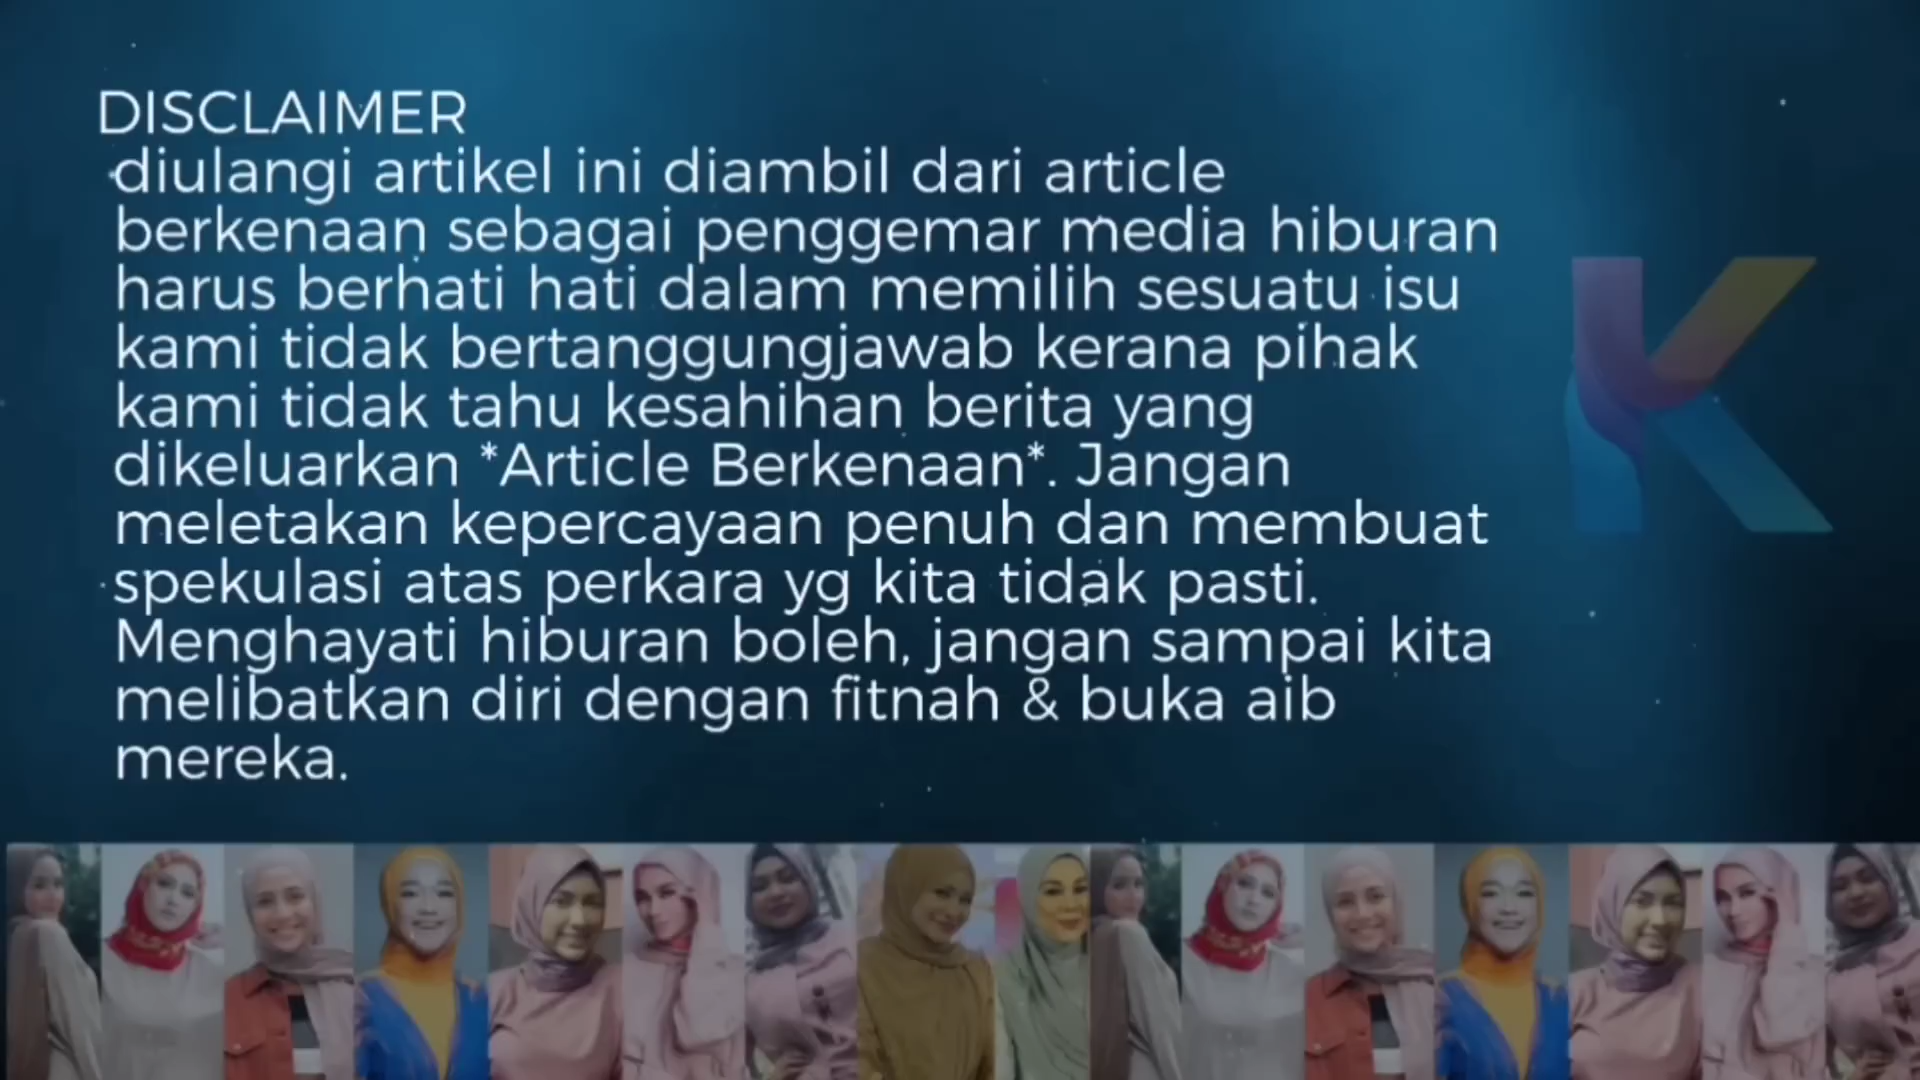 DISCLAIMER
diulangi artikel ini diambil dari article
berkenaan sebagai penggemar media hiburan
harus berhati hati dalam memilih sesuatu isu
kami tidak bertanggungjawab kerana pihak
kami tidak tahu kesahihan berita yang
dikeluarkan *Article Berkenaan*. Jangan
meletakan kepercayaan penuh dan membuat
spekulasi atas perkara yg kita tidak pasti.
Menghayati hiburan boleh, jangan sampai kita
melibatkan diri dengan fitnah & buka aib
mereka.
K